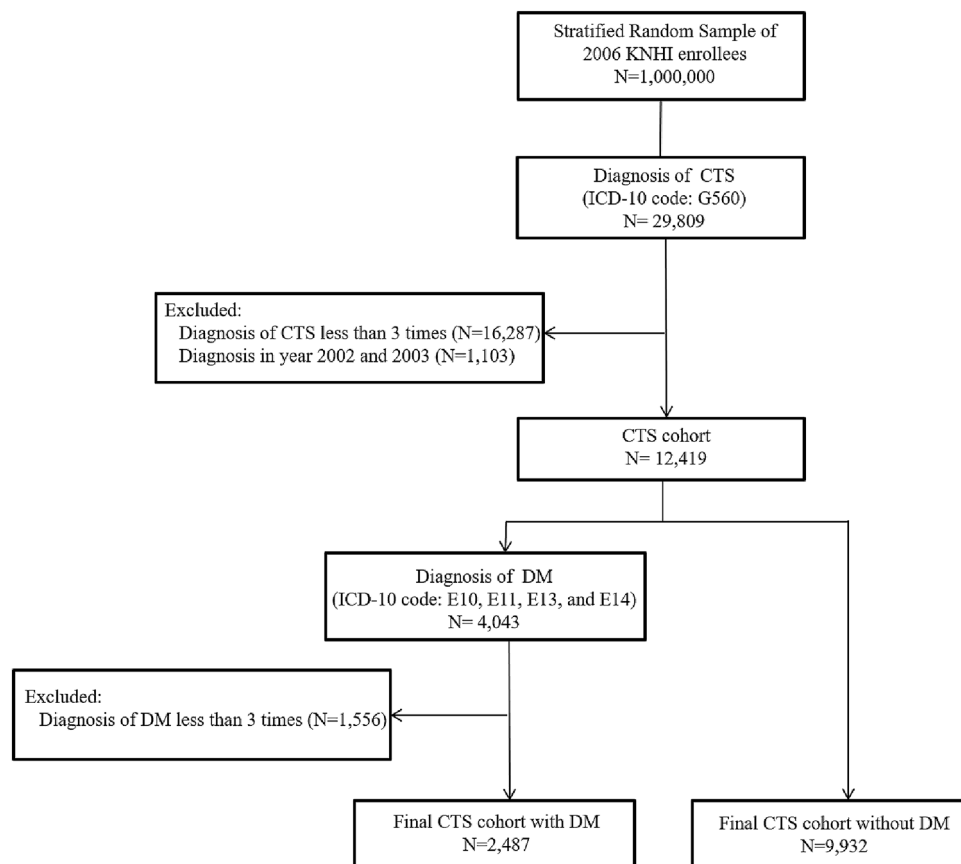 Stratified Random Sample of
2006 KNHI enrollees
N=1,000,000
Diagnosis of CTS
(ICD-10 code: G560)
N= 29,809
Excluded:
Diagnosis of CTS less than 3 times (N=16,287)
Diagnosis in year 2002 and 2003 (N=1,103)
CTS cohort
N= 12,419
Diagnosis of DM
(ICD-10 code: E10, E11, E13, and E14)
N= 4,043
Excluded:
Diagnosis of DM less than 3 times (N=1,556)
Final CTS cohort with DM
N=2,487
Final CTS cohort without DM
N=9,932